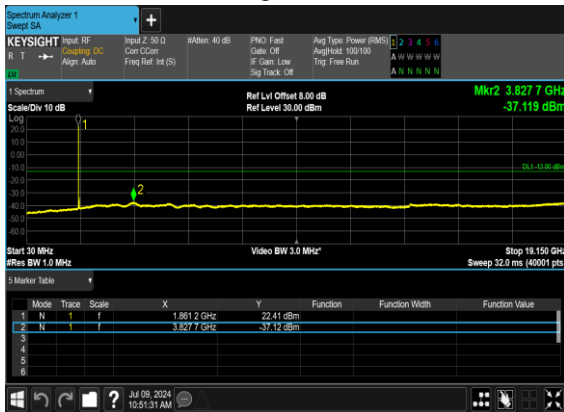 Spectrum Analyzer 1
Swept SA
KEYSIGHT Input: RF Input Z: 50 Ω #Atten: 40 dB PNO: Fast Avg Type: Power (RMS) 1 2 3 4 5 6
R T Coupling: DC Corr CCorr Gate: Off Avg|Hold: 100/100 A W W W W W
Align: Auto Freq Ref: Int (S) IF Gain: Low Trig: Free Run
LW Sig Track: Off A N N N N N
1 Spectrum Ref Lvl Offset 8.00 dB Mkr2 3.827 7 GHz
Scale/Div 10 dB Ref Level 30.00 dBm -37.119 dBm
Log
20.0 1
10.0
0.00
-10.0 DL1 -13.00 dBm
-20.0
-30.0 2
-40.0
-50.0
-60.0
Start 30 MHz Video BW 3.0 MHz* Stop 19.150 GHz
#Res BW 1.0 MHz Sweep 32.0 ms (40001 pts)
5 Marker Table
Mode Trace Scale X Y Function Function Width Function Value
1 N 1 f 1.861 2 GHz 22.41 dBm
2 N 1 f 3.827 7 GHz -37.12 dBm
3
4
5
6
? Jul 09, 2024
10:51:31 AM